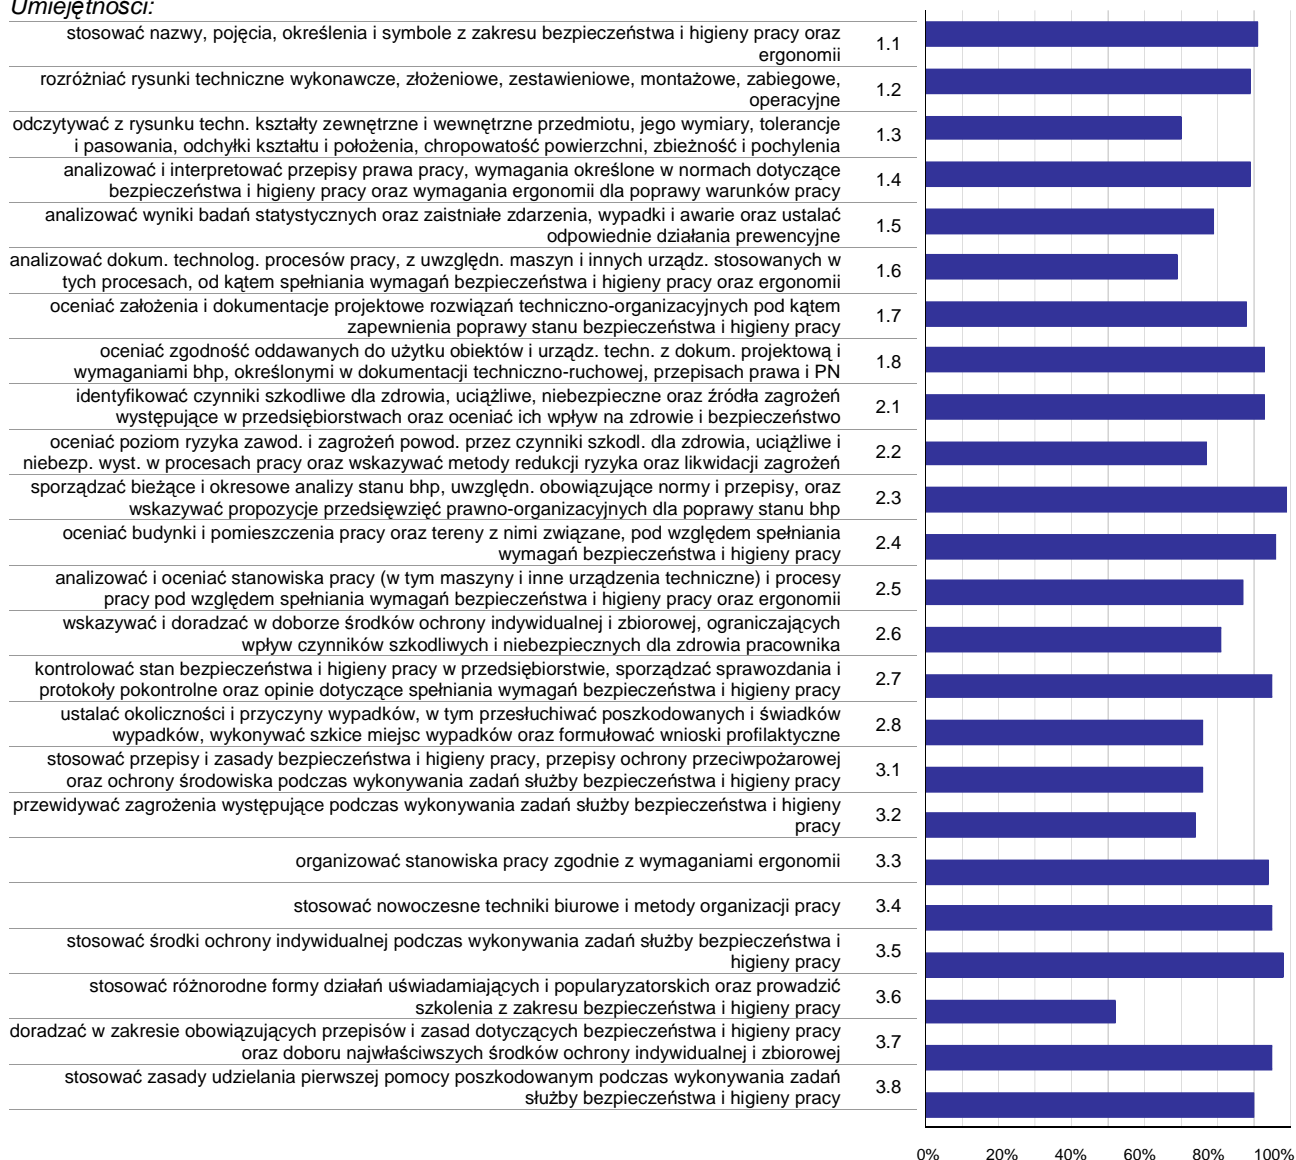 Umiejętności:
stosować nazwy, pojęcia, określenia i symbole z zakresu bezpieczeństwa i higieny pracy oraz
ergonomii
1.1
rozróżniać rysunki techniczne wykonawcze, złożeniowe, zestawieniowe, montażowe, zabiegowe,
operacyjne
1.2
odczytywać z rysunku techn. kształty zewnętrzne i wewnętrzne przedmiotu, jego wymiary, tolerancje
i pasowania, odchyłki kształtu i położenia, chropowatość powierzchni, zbieżność i pochylenia
1.3
analizować i interpretować przepisy prawa pracy, wymagania określone w normach dotyczące
bezpieczeństwa i higieny pracy oraz wymagania ergonomii dla poprawy warunków pracy
1.4
analizować wyniki badań statystycznych oraz zaistniałe zdarzenia, wypadki i awarie oraz ustalać
odpowiednie działania prewencyjne
1.5
analizować dokum. technolog. procesów pracy, z uwzględn. maszyn i innych urządz. stosowanych w
tych procesach, od kątem spełniania wymagań bezpieczeństwa i higieny pracy oraz ergonomii
1.6
oceniać założenia i dokumentacje projektowe rozwiązań techniczno-organizacyjnych pod kątem
zapewnienia poprawy stanu bezpieczeństwa i higieny pracy
1.7
oceniać zgodność oddawanych do użytku obiektów i urządz. techn. z dokum. projektową i
wymaganiami bhp, określonymi w dokumentacji techniczno-ruchowej, przepisach prawa i PN
1.8
identyfikować czynniki szkodliwe dla zdrowia, uciążliwe, niebezpieczne oraz źródła zagrożeń
występujące w przedsiębiorstwach oraz oceniać ich wpływ na zdrowie i bezpieczeństwo
2.1
oceniać poziom ryzyka zawod. i zagrożeń powod. przez czynniki szkodl. dla zdrowia, uciążliwe i
niebezp. wyst. w procesach pracy oraz wskazywać metody redukcji ryzyka oraz likwidacji zagrożeń
2.2
sporządzać bieżące i okresowe analizy stanu bhp, uwzględn. obowiązujące normy i przepisy, oraz
wskazywać propozycje przedsięwzięć prawno-organizacyjnych dla poprawy stanu bhp
2.3
oceniać budynki i pomieszczenia pracy oraz tereny z nimi związane, pod względem spełniania
wymagań bezpieczeństwa i higieny pracy
2.4
analizować i oceniać stanowiska pracy (w tym maszyny i inne urządzenia techniczne) i procesy
pracy pod względem spełniania wymagań bezpieczeństwa i higieny pracy oraz ergonomii
2.5
wskazywać i doradzać w doborze środków ochrony indywidualnej i zbiorowej, ograniczających
wpływ czynników szkodliwych i niebezpiecznych dla zdrowia pracownika
2.6
kontrolować stan bezpieczeństwa i higieny pracy w przedsiębiorstwie, sporządzać sprawozdania i
protokoły pokontrolne oraz opinie dotyczące spełniania wymagań bezpieczeństwa i higieny pracy
2.7
ustalać okoliczności i przyczyny wypadków, w tym przesłuchiwać poszkodowanych i świadków
wypadków, wykonywać szkice miejsc wypadków oraz formułować wnioski profilaktyczne
2.8
stosować przepisy i zasady bezpieczeństwa i higieny pracy, przepisy ochrony przeciwpożarowej
oraz ochrony środowiska podczas wykonywania zadań służby bezpieczeństwa i higieny pracy
3.1
przewidywać zagrożenia występujące podczas wykonywania zadań służby bezpieczeństwa i higieny
pracy
3.2
organizować stanowiska pracy zgodnie z wymaganiami ergonomii
3.3
stosować nowoczesne techniki biurowe i metody organizacji pracy
3.4
stosować środki ochrony indywidualnej podczas wykonywania zadań służby bezpieczeństwa i
higieny pracy
3.5
stosować różnorodne formy działań uświadamiających i popularyzatorskich oraz prowadzić
szkolenia z zakresu bezpieczeństwa i higieny pracy
3.6
doradzać w zakresie obowiązujących przepisów i zasad dotyczących bezpieczeństwa i higieny pracy
oraz doboru najwłaściwszych środków ochrony indywidualnej i zbiorowej
3.7
stosować zasady udzielania pierwszej pomocy poszkodowanym podczas wykonywania zadań
służby bezpieczeństwa i higieny pracy
3.8
0% 20% 40% 60% 80% 100%